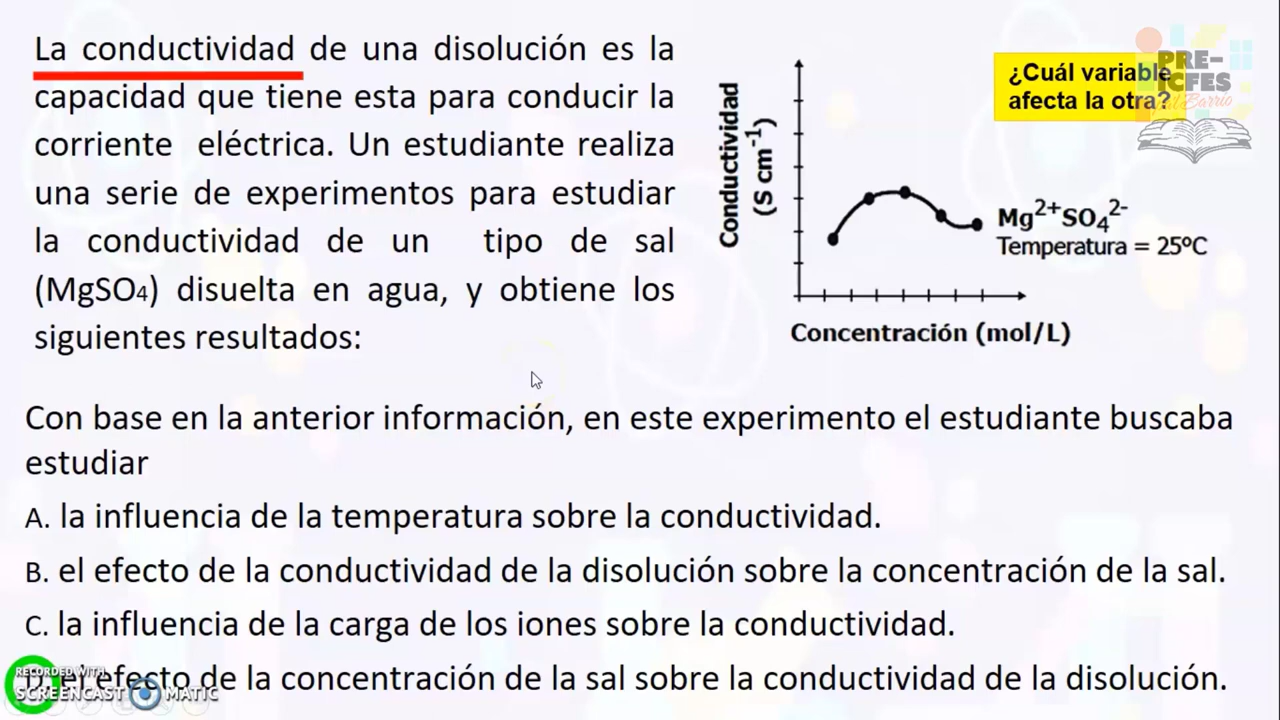 La conductividad de una disolución es la
capacidad que tiene esta para conducir la
corriente eléctrica. Un estudiante realiza
una serie de experimentos para estudiar
la conductividad de un tipo de sal
(MgSO₄) disuelta en agua, y obtiene los
siguientes resultados:
Conductividad
(S cm⁻¹)
Mg²⁺SO₄²⁻
Temperatura = 25ºC
Concentración (mol/L)
¿Cuál variable
afecta la otra?
PRE-
ICFES
Barrio
Con base en la anterior información, en este experimento el estudiante buscaba
estudiar
A. la influencia de la temperatura sobre la conductividad.
B. el efecto de la conductividad de la disolución sobre la concentración de la sal.
C. la influencia de la carga de los iones sobre la conductividad.
D. el efecto de la concentración de la sal sobre la conductividad de la disolución.
RECORDED WITH
SCREENCAST MATIC